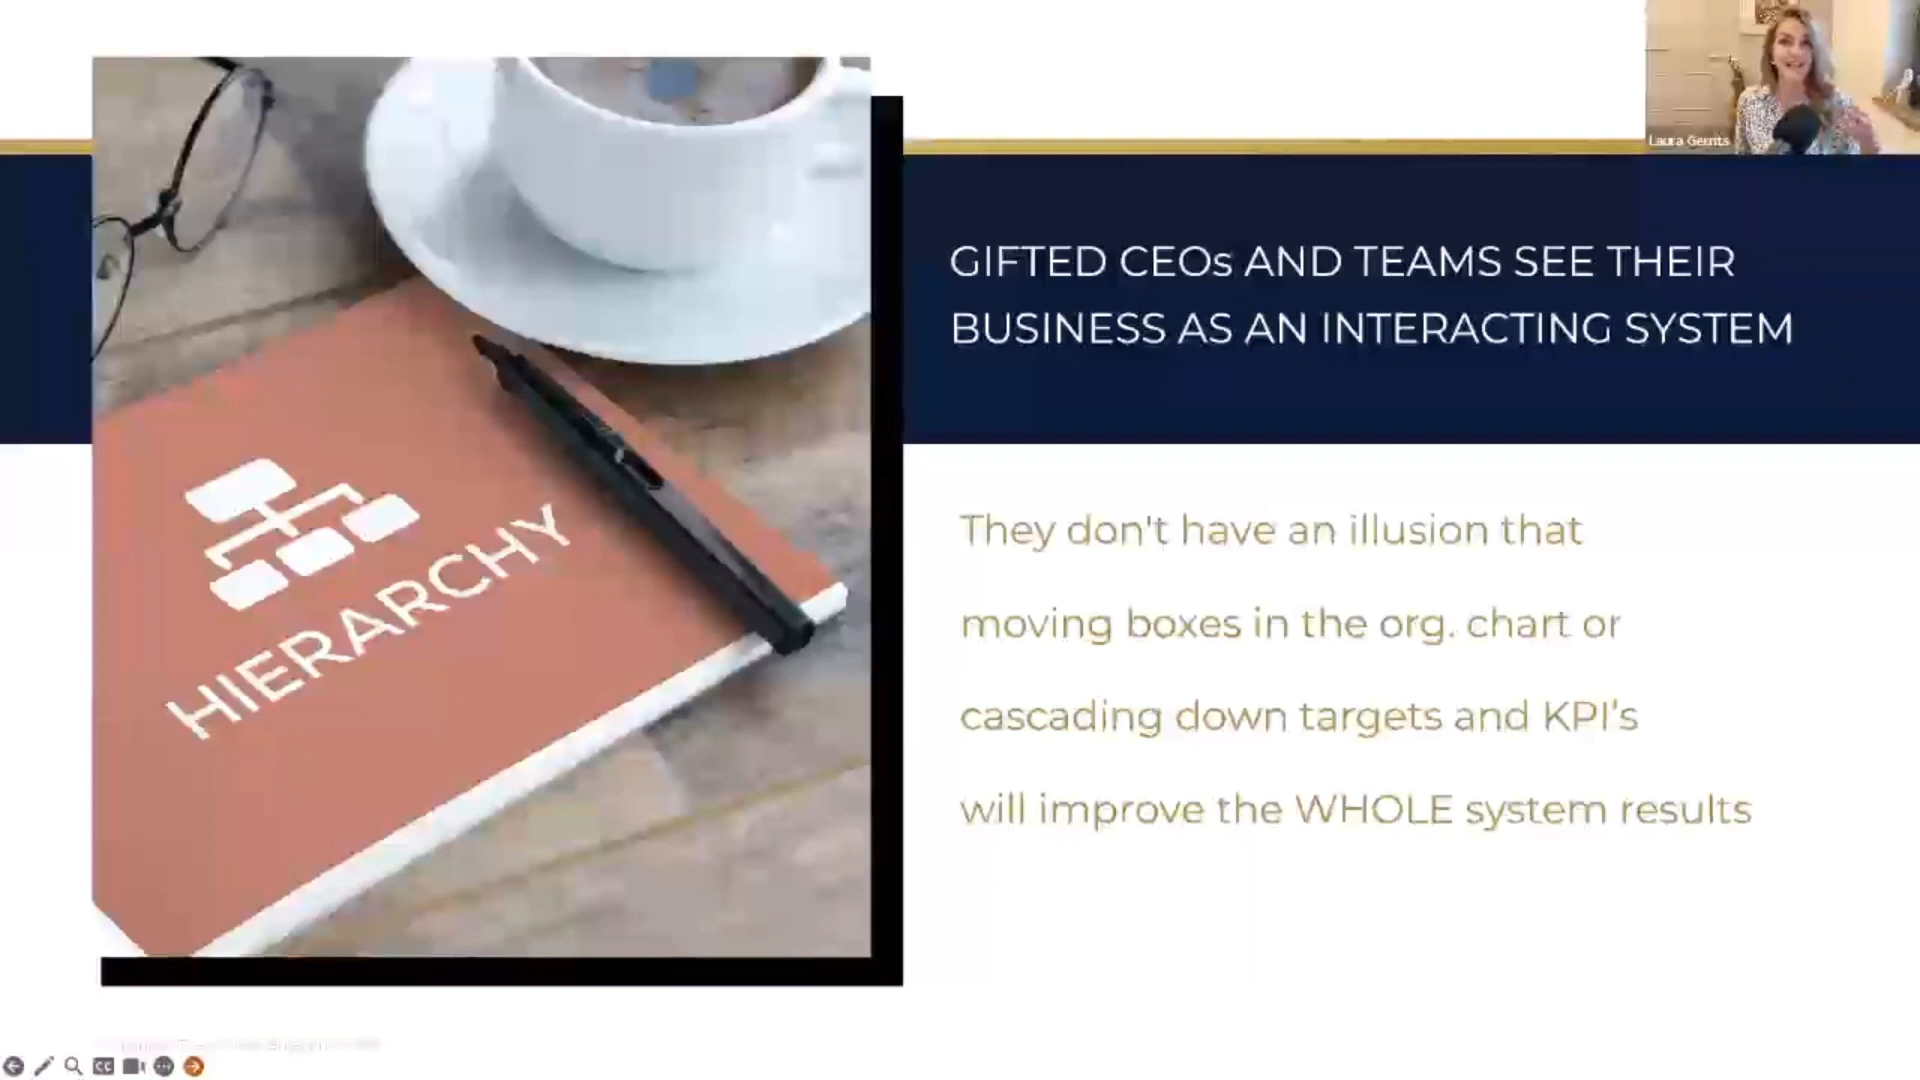 Laura Gerrits
GIFTED CEOs AND TEAMS SEE THEIR
BUSINESS AS AN INTERACTING SYSTEM
HIERARCHY
They don't have an illusion that
moving boxes in the org. chart or
cascading down targets and KPI's
will improve the WHOLE system results
CC